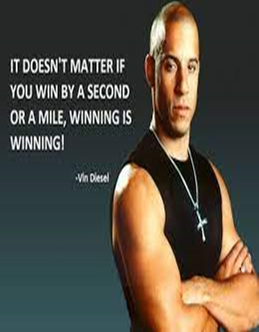 IT DOESN'T MATTER IF
YOU WIN BY A SECOND
OR A MILE, WINNING IS
WINNING!
-Vin Diesel